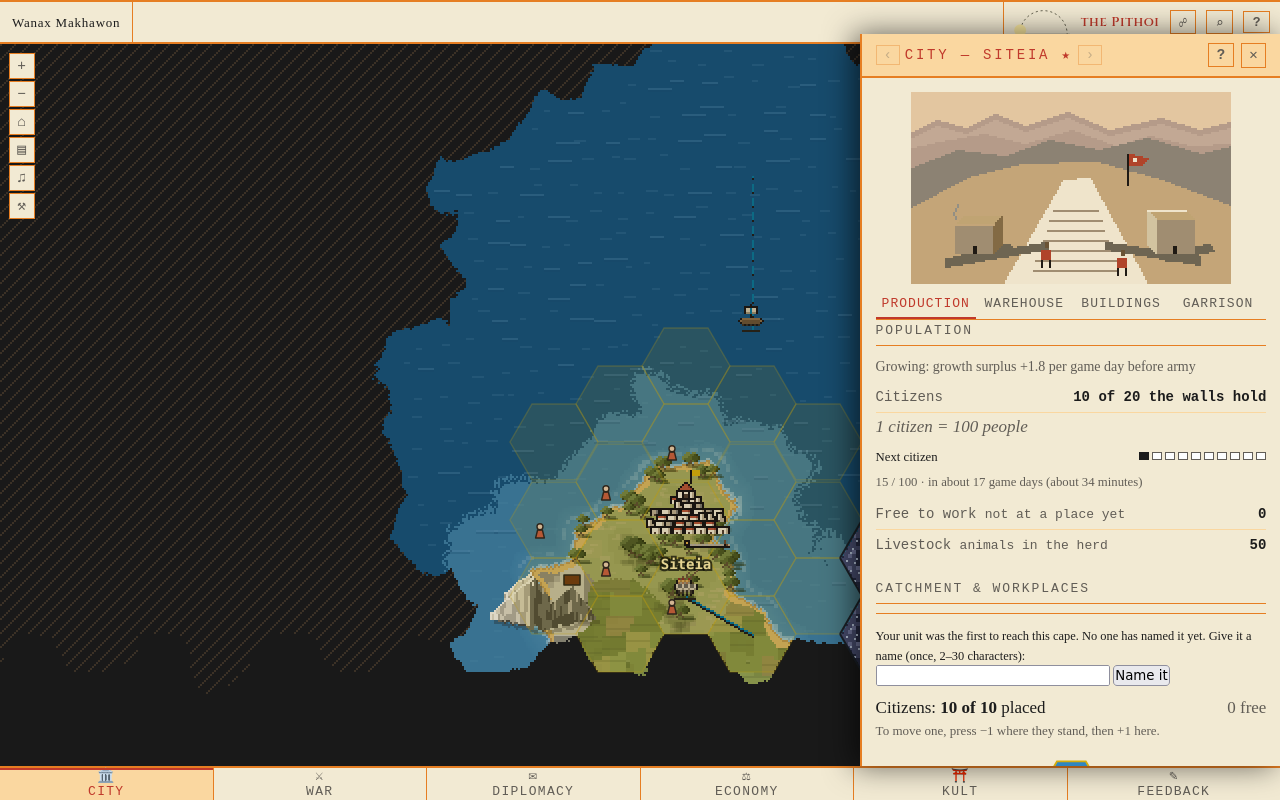 Wanax Makhawon
THE PITHOI
?
CITY — SITEIA ★
?
PRODUCTION WAREHOUSE BUILDINGS GARRISON
POPULATION
Growing: growth surplus +1.8 per game day before army
Citizens 10 of 20 the walls hold
1 citizen = 100 people
Next citizen
15 / 100 · in about 17 game days (about 34 minutes)
Free to work not at a place yet 0
Livestock animals in the herd 50
CATCHMENT & WORKPLACES
Your unit was the first to reach this cape. No one has named it yet. Give it a
name (once, 2–30 characters):
Name it
Citizens: 10 of 10 placed 0 free
To move one, press −1 where they stand, then +1 here.
Siteia
CITY
WAR
DIPLOMACY
ECONOMY
KULT
FEEDBACK